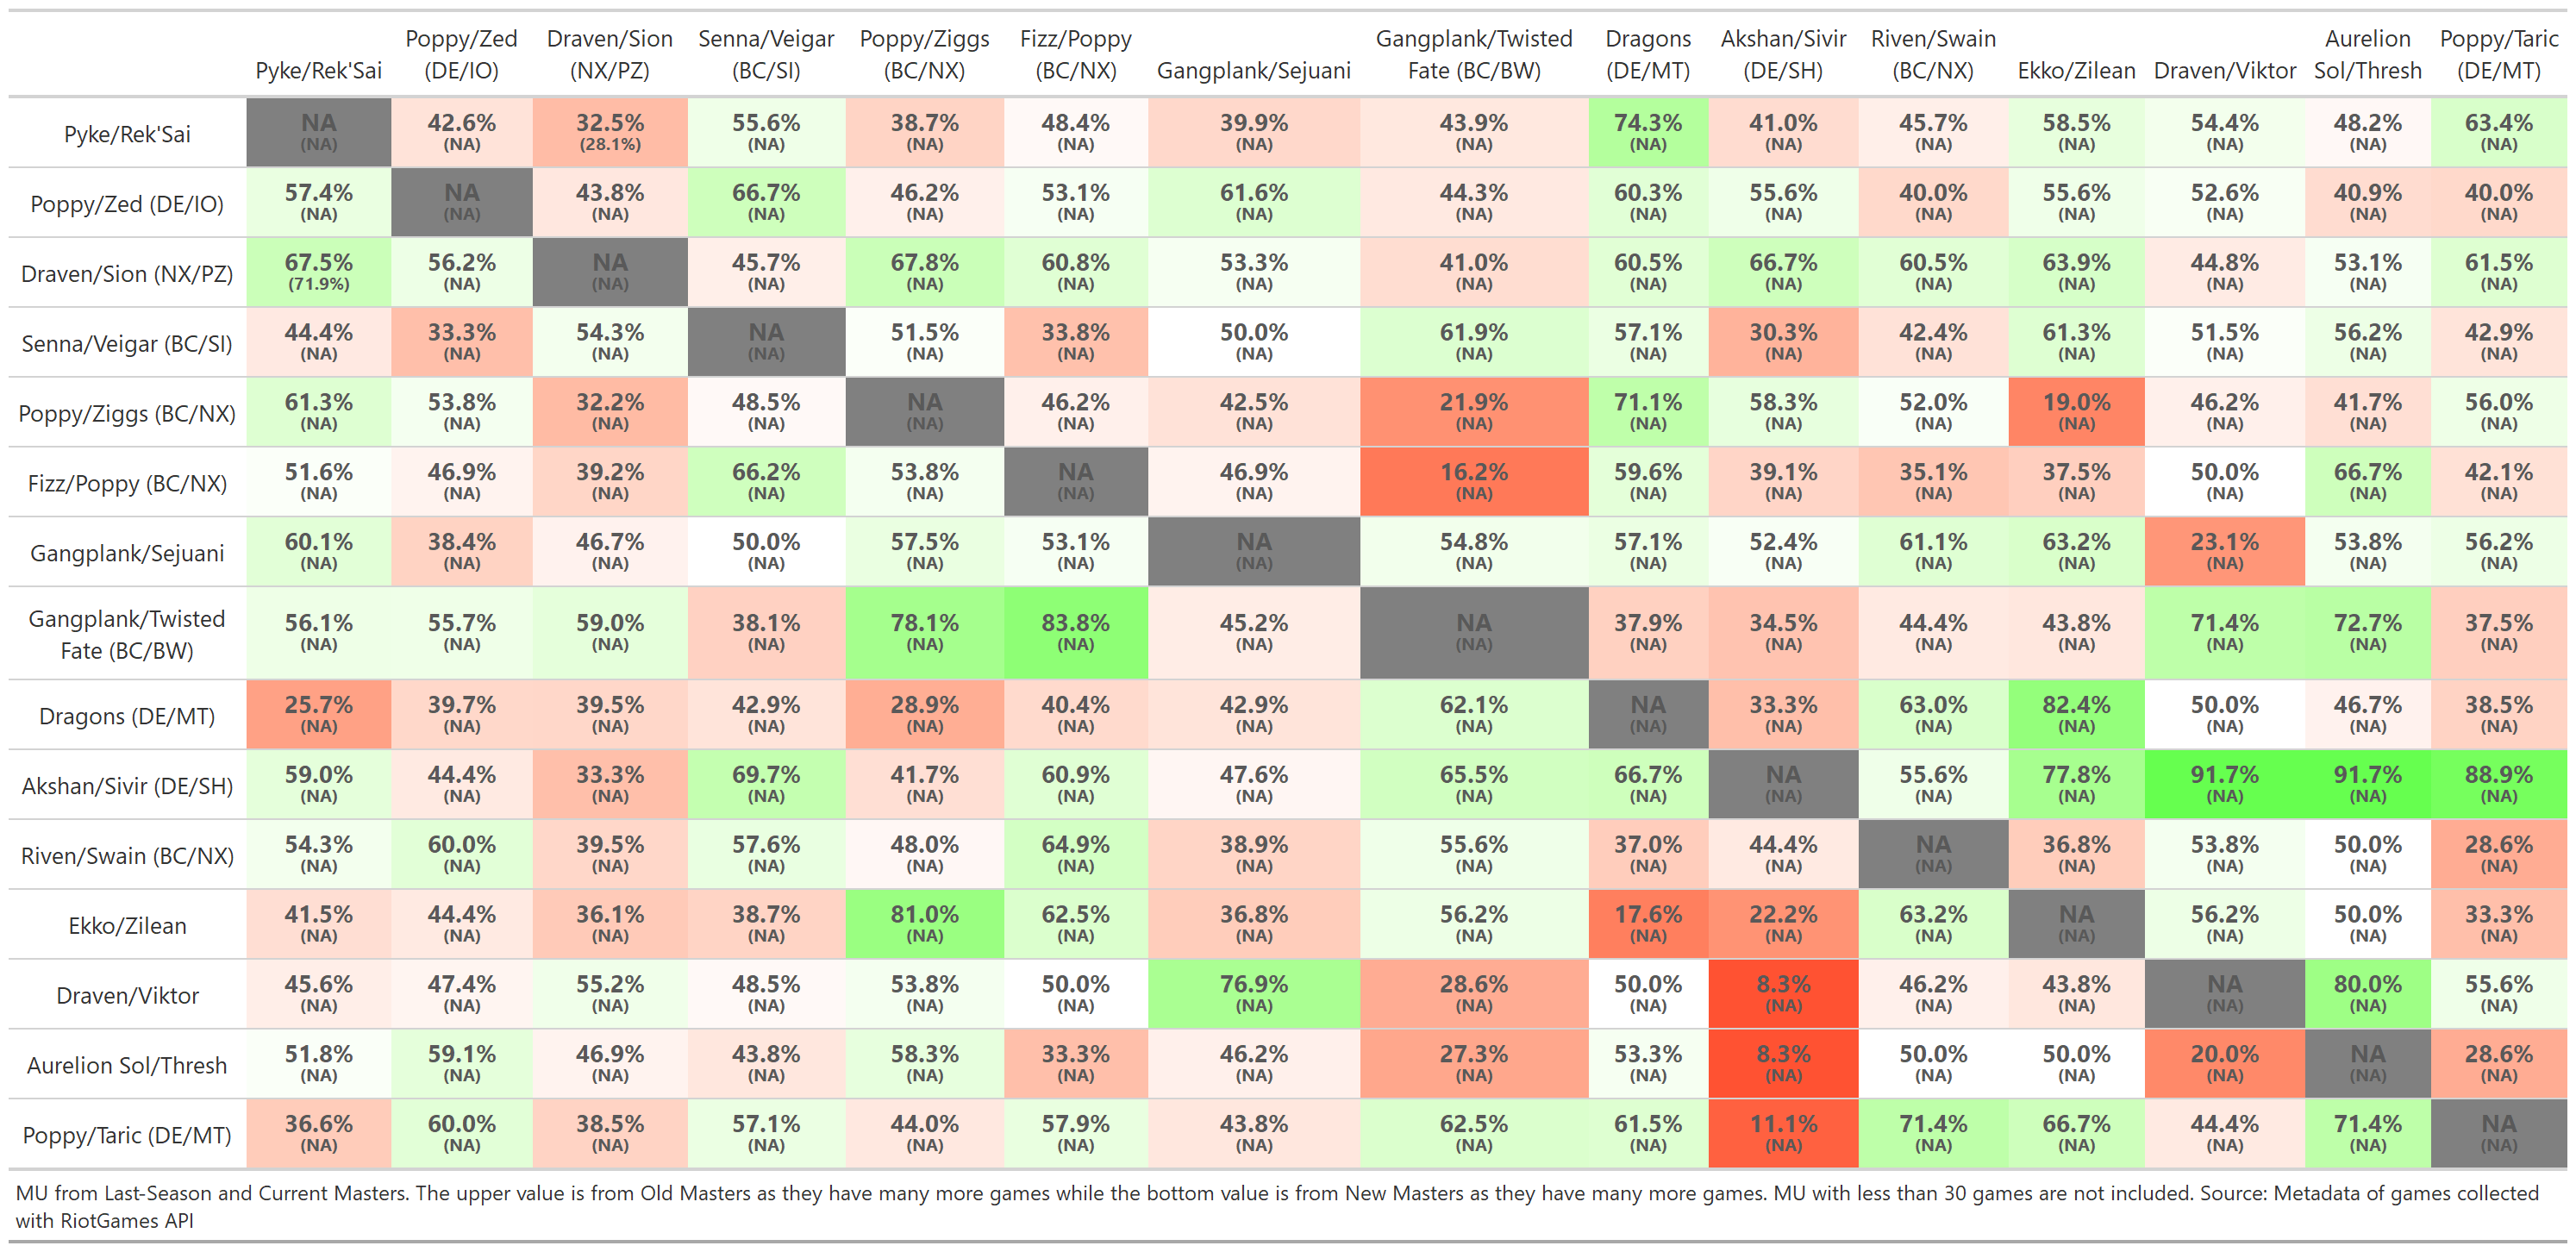 Pyke/Rek'Sai Poppy/Zed (DE/IO) Draven/Sion (NX/PZ) Senna/Veigar (BC/SI) Poppy/Ziggs (BC/NX) Fizz/Poppy (BC/NX) Gangplank/Sejuani Gangplank/Twisted Fate (BC/BW) Dragons (DE/MT) Akshan/Sivir (DE/SH) Riven/Swain (BC/NX) Ekko/Zilean Draven/Viktor Aurelion Sol/Thresh Poppy/Taric (DE/MT)
Pyke/Rek'Sai NA 42.6% 32.5% 55.6% 38.7% 48.4% 39.9% 43.9% 74.3% 41.0% 45.7% 58.5% 54.4% 48.2% 63.4%
(NA) (NA) (28.1%) (NA) (NA) (NA) (NA) (NA) (NA) (NA) (NA) (NA) (NA) (NA) (NA)
Poppy/Zed (DE/IO) 57.4% NA 43.8% 66.7% 46.2% 53.1% 61.6% 44.3% 60.3% 55.6% 40.0% 55.6% 52.6% 40.9% 40.0%
(NA) (NA) (NA) (NA) (NA) (NA) (NA) (NA) (NA) (NA) (NA) (NA) (NA) (NA) (NA)
Draven/Sion (NX/PZ) 67.5% 56.2% NA 45.7% 67.8% 60.8% 53.3% 41.0% 60.5% 66.7% 60.5% 63.9% 44.8% 53.1% 61.5%
(71.9%) (NA) (NA) (NA) (NA) (NA) (NA) (NA) (NA) (NA) (NA) (NA) (NA) (NA) (NA)
Senna/Veigar (BC/SI) 44.4% 33.3% 54.3% NA 51.5% 33.8% 50.0% 61.9% 57.1% 30.3% 42.4% 61.3% 51.5% 56.2% 42.9%
(NA) (NA) (NA) (NA) (NA) (NA) (NA) (NA) (NA) (NA) (NA) (NA) (NA) (NA) (NA)
Poppy/Ziggs (BC/NX) 61.3% 53.8% 32.2% 48.5% NA 46.2% 42.5% 21.9% 71.1% 58.3% 52.0% 19.0% 46.2% 41.7% 56.0%
(NA) (NA) (NA) (NA) (NA) (NA) (NA) (NA) (NA) (NA) (NA) (NA) (NA) (NA) (NA)
Fizz/Poppy (BC/NX) 51.6% 46.9% 39.2% 66.2% 53.8% NA 46.9% 16.2% 59.6% 39.1% 35.1% 37.5% 50.0% 66.7% 42.1%
(NA) (NA) (NA) (NA) (NA) (NA) (NA) (NA) (NA) (NA) (NA) (NA) (NA) (NA) (NA)
Gangplank/Sejuani 60.1% 38.4% 46.7% 50.0% 57.5% 53.1% NA 54.8% 57.1% 52.4% 61.1% 63.2% 23.1% 53.8% 56.2%
(NA) (NA) (NA) (NA) (NA) (NA) (NA) (NA) (NA) (NA) (NA) (NA) (NA) (NA) (NA)
Gangplank/Twisted Fate (BC/BW) 56.1% 55.7% 59.0% 38.1% 78.1% 83.8% 45.2% NA 37.9% 34.5% 44.4% 43.8% 71.4% 72.7% 37.5%
(NA) (NA) (NA) (NA) (NA) (NA) (NA) (NA) (NA) (NA) (NA) (NA) (NA) (NA) (NA)
Dragons (DE/MT) 25.7% 39.7% 39.5% 42.9% 28.9% 40.4% 42.9% 62.1% NA 33.3% 63.0% 82.4% 50.0% 46.7% 38.5%
(NA) (NA) (NA) (NA) (NA) (NA) (NA) (NA) (NA) (NA) (NA) (NA) (NA) (NA) (NA)
Akshan/Sivir (DE/SH) 59.0% 44.4% 33.3% 69.7% 41.7% 60.9% 47.6% 65.5% 66.7% NA 55.6% 77.8% 91.7% 91.7% 88.9%
(NA) (NA) (NA) (NA) (NA) (NA) (NA) (NA) (NA) (NA) (NA) (NA) (NA) (NA) (NA)
Riven/Swain (BC/NX) 54.3% 60.0% 39.5% 57.6% 48.0% 64.9% 38.9% 55.6% 37.0% 44.4% NA 36.8% 53.8% 50.0% 28.6%
(NA) (NA) (NA) (NA) (NA) (NA) (NA) (NA) (NA) (NA) (NA) (NA) (NA) (NA) (NA)
Ekko/Zilean 41.5% 44.4% 36.1% 38.7% 81.0% 62.5% 36.8% 56.2% 17.6% 22.2% 63.2% NA 56.2% 50.0% 33.3%
(NA) (NA) (NA) (NA) (NA) (NA) (NA) (NA) (NA) (NA) (NA) (NA) (NA) (NA) (NA)
Draven/Viktor 45.6% 47.4% 55.2% 48.5% 53.8% 50.0% 76.9% 28.6% 50.0% 8.3% 46.2% 43.8% NA 80.0% 55.6%
(NA) (NA) (NA) (NA) (NA) (NA) (NA) (NA) (NA) (NA) (NA) (NA) (NA) (NA) (NA)
Aurelion Sol/Thresh 51.8% 59.1% 46.9% 43.8% 58.3% 33.3% 46.2% 27.3% 53.3% 8.3% 50.0% 50.0% 20.0% NA 28.6%
(NA) (NA) (NA) (NA) (NA) (NA) (NA) (NA) (NA) (NA) (NA) (NA) (NA) (NA) (NA)
Poppy/Taric (DE/MT) 36.6% 60.0% 38.5% 57.1% 44.0% 57.9% 43.8% 62.5% 61.5% 11.1% 71.4% 66.7% 44.4% 71.4% NA
(NA) (NA) (NA) (NA) (NA) (NA) (NA) (NA) (NA) (NA) (NA) (NA) (NA) (NA) (NA)
MU from Last-Season and Current Masters. The upper value is from Old Masters as they have many more games while the bottom value is from New Masters as they have many more games. MU with less than 30 games are not included. Source: Metadata of games collected
with RiotGames API